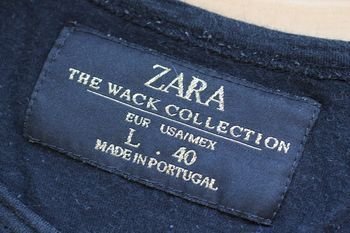 ZARA
THE WACK COLLECTION
EUR USA/MEX
L . 40
MADE IN PORTUGAL